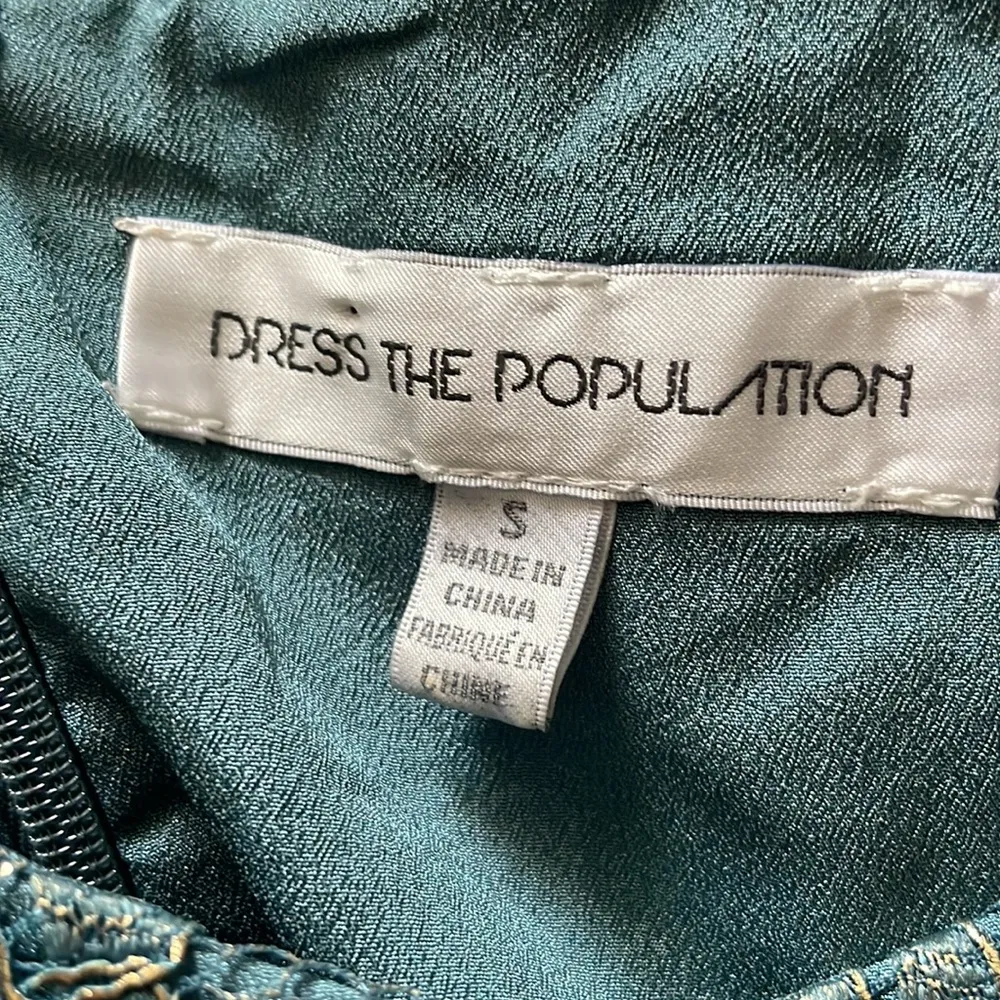 DRESS THE POPULATION
S
MADE IN
CHINA
FABRIQUÉ EN
CHINE